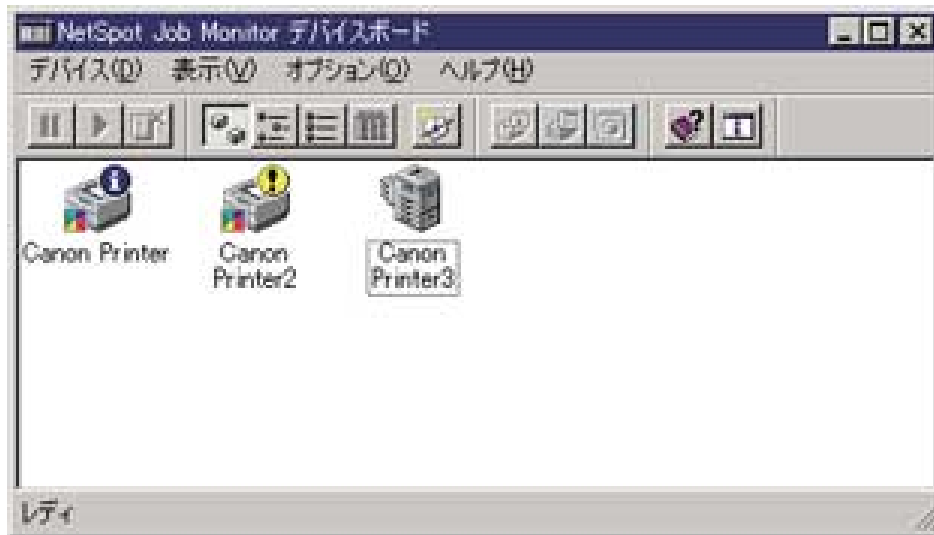 NetSpot Job Monitor デバイスボード
デバイス(D) 表示(V) オプション(O) ヘルプ(H)
Canon Printer
Canon
Printer2
Canon
Printer3
レディ